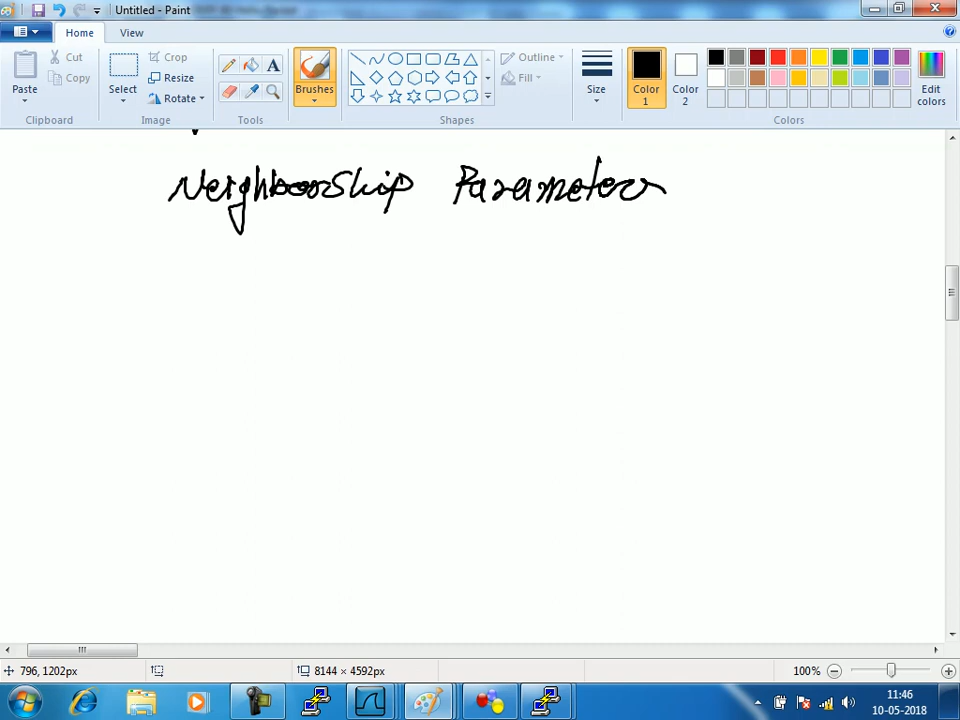 Untitled - Paint
Home View
Cut
Copy
Paste
Clipboard
Crop
Resize
Rotate
Select
Image
Tools
Brushes
Outline
Fill
Shapes
Size
Color 1
Color 2
Edit colors
Colors
Neighborship Parameters
796, 1202px
8144 × 4592px
100%
11:46
10-05-2018